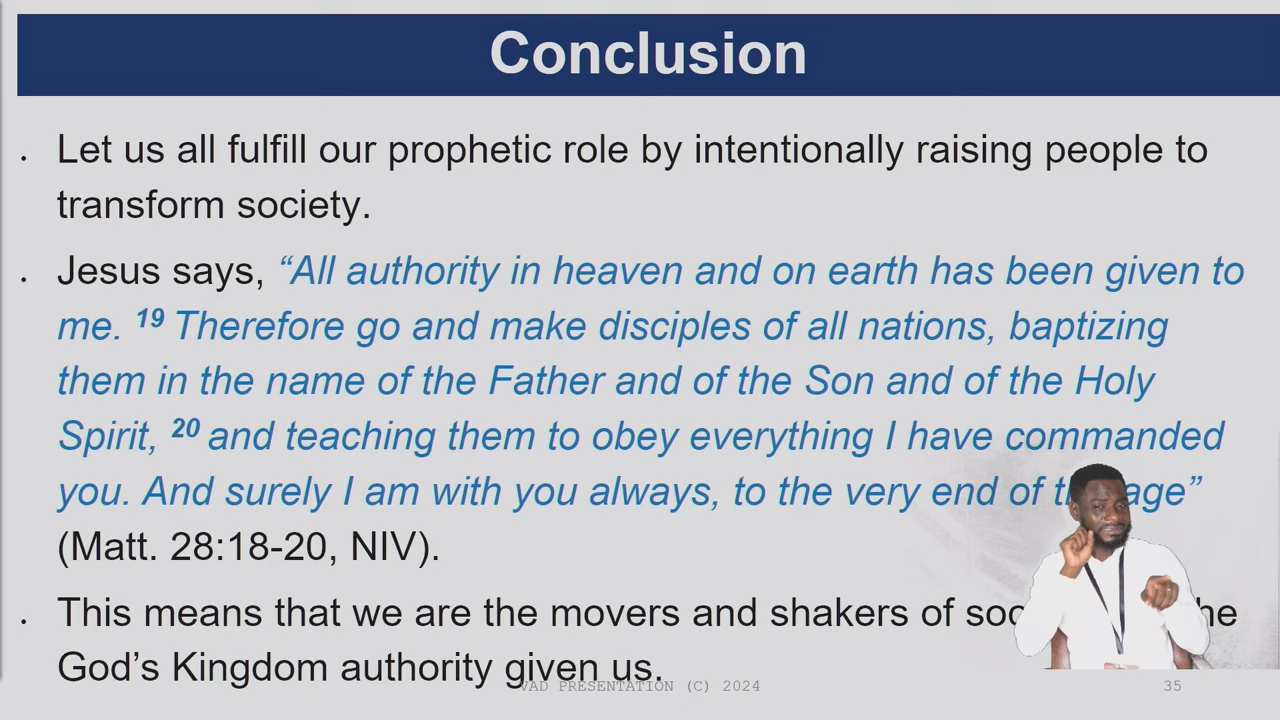 Conclusion
• Let us all fulfill our prophetic role by intentionally raising people to
transform society.
• Jesus says, “All authority in heaven and on earth has been given to
me. 19 Therefore go and make disciples of all nations, baptizing
them in the name of the Father and of the Son and of the Holy
Spirit, 20 and teaching them to obey everything I have commanded
you. And surely I am with you always, to the very end of age”
(Matt. 28:18-20, NIV).
• This means that we are the movers and shakers of
God’s Kingdom authority given us.
VAD PRESENTATION (C) 2024
35